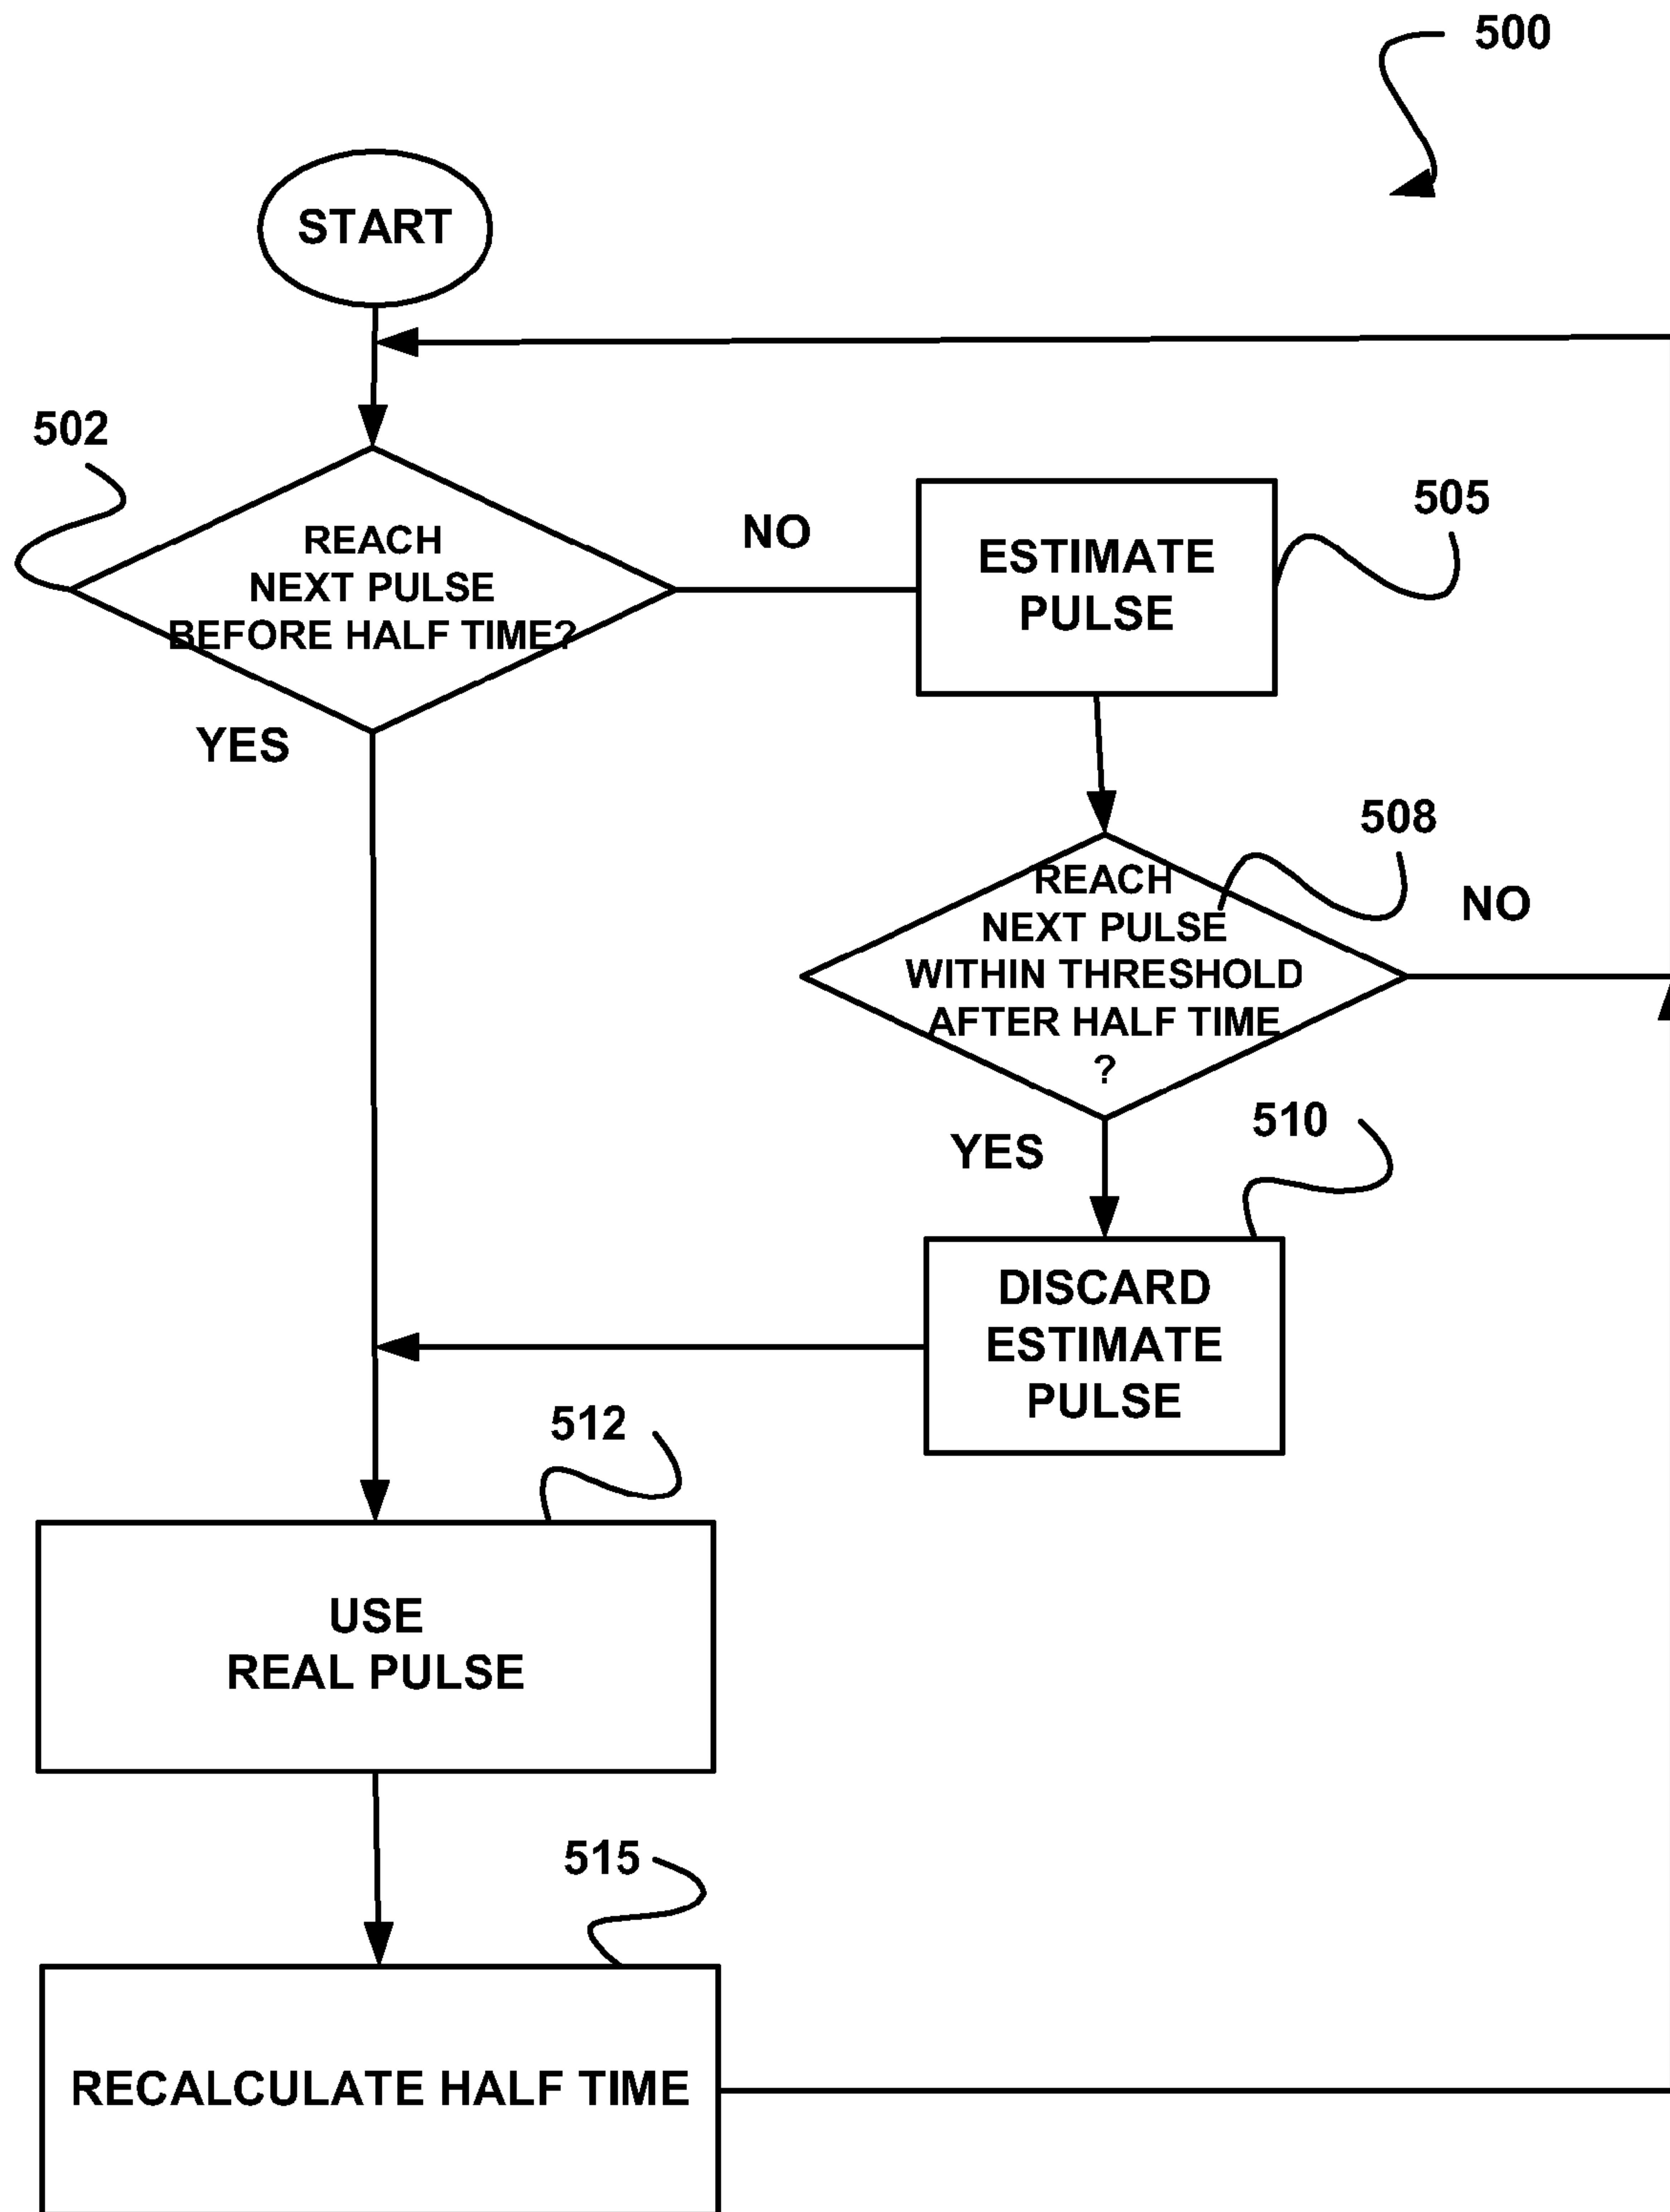 500
START
502
REACH
NEXT PULSE
BEFORE HALF TIME?
NO
ESTIMATE
PULSE
505
YES
508
REACH
NEXT PULSE
WITHIN THRESHOLD
AFTER HALF TIME
?
NO
YES
510
DISCARD
ESTIMATE
PULSE
512
USE
REAL PULSE
515
RECALCULATE HALF TIME